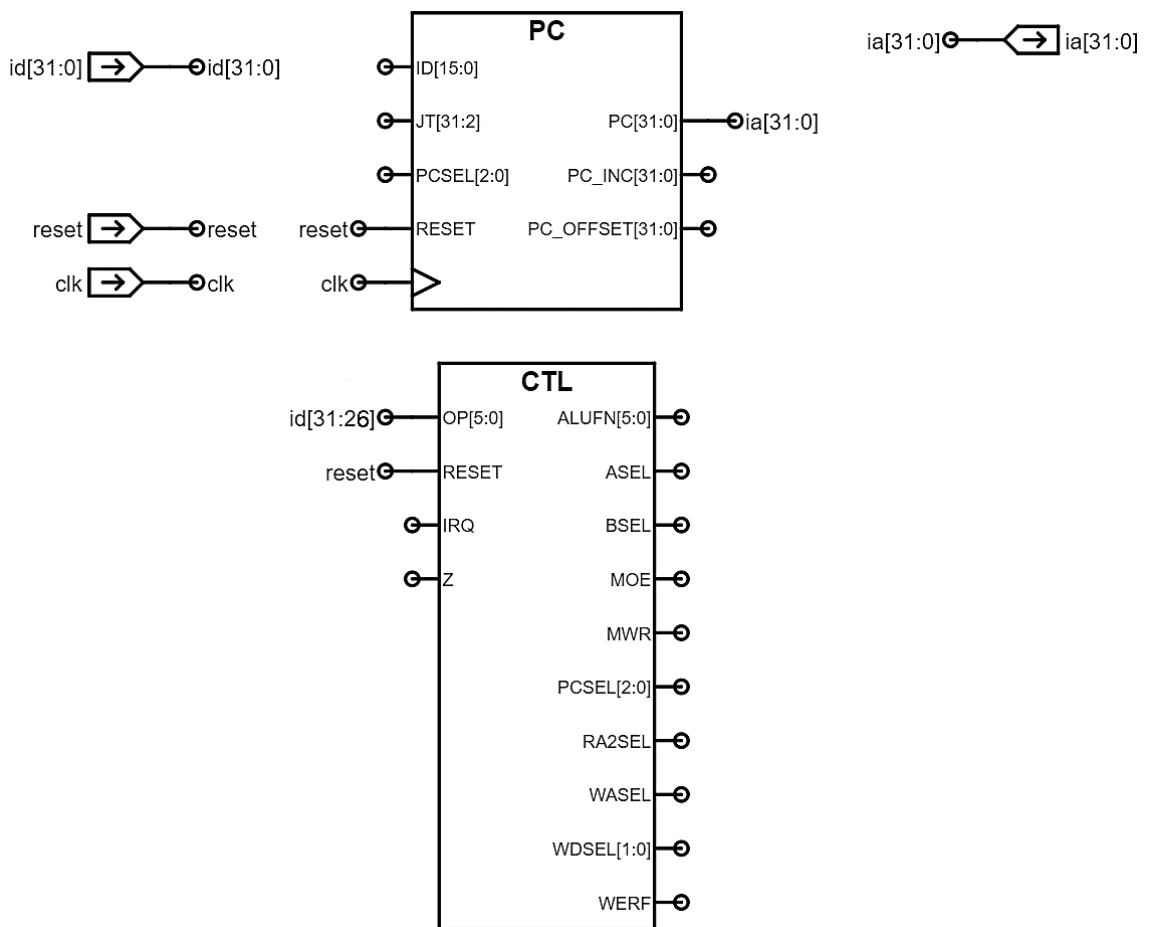 PC
ia[31:0] ia[31:0]
id[31:0] id[31:0] ID[15:0]
JT[31:2] PC[31:0] ia[31:0]
PCSEL[2:0] PC_INC[31:0]
reset reset reset RESET PC_OFFSET[31:0]
clk clk clk
CTL
id[31:26] OP[5:0] ALUFN[5:0]
reset RESET ASEL
IRQ BSEL
Z MOE
MWR
PCSEL[2:0]
RA2SEL
WASEL
WDSEL[1:0]
WERF